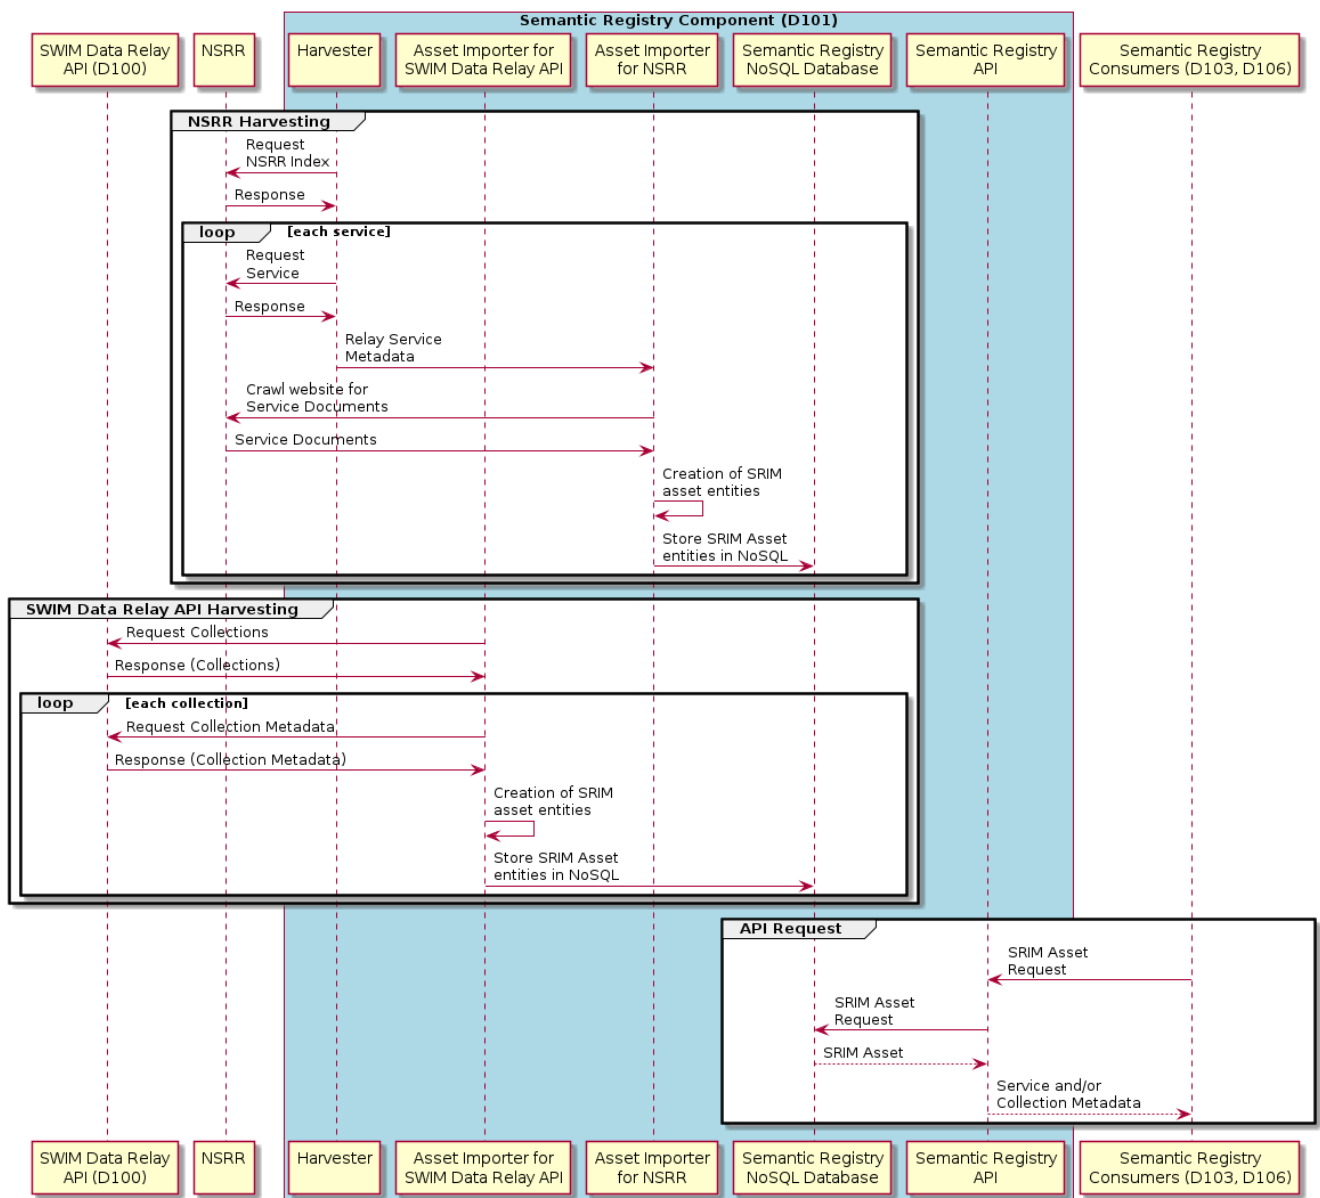 Semantic Registry Component (D101)
SWIM Data Relay
API (D100)
NSRR
Harvester
Asset Importer for
SWIM Data Relay API
Asset Importer
for NSRR
Semantic Registry
NoSQL Database
Semantic Registry
API
Semantic Registry
Consumers (D103, D106)
NSRR Harvesting
Request
NSRR Index
Response
loop
[each service]
Request
Service
Response
Relay Service
Metadata
Crawl website for
Service Documents
Service Documents
Creation of SRIM
asset entities
Store SRIM Asset
entities in NoSQL
SWIM Data Relay API Harvesting
Request Collections
Response (Collections)
loop
[each collection]
Request Collection Metadata
Response (Collection Metadata)
Creation of SRIM
asset entities
Store SRIM Asset
entities in NoSQL
API Request
SRIM Asset
Request
SRIM Asset
Request
SRIM Asset
Service and/or
Collection Metadata
SWIM Data Relay
API (D100)
NSRR
Harvester
Asset Importer for
SWIM Data Relay API
Asset Importer
for NSRR
Semantic Registry
NoSQL Database
Semantic Registry
API
Semantic Registry
Consumers (D103, D106)